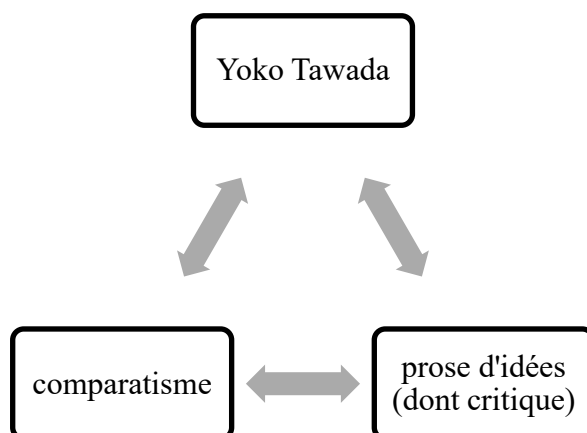 Yoko Tawada
comparatisme
prose d'idées
(dont critique)